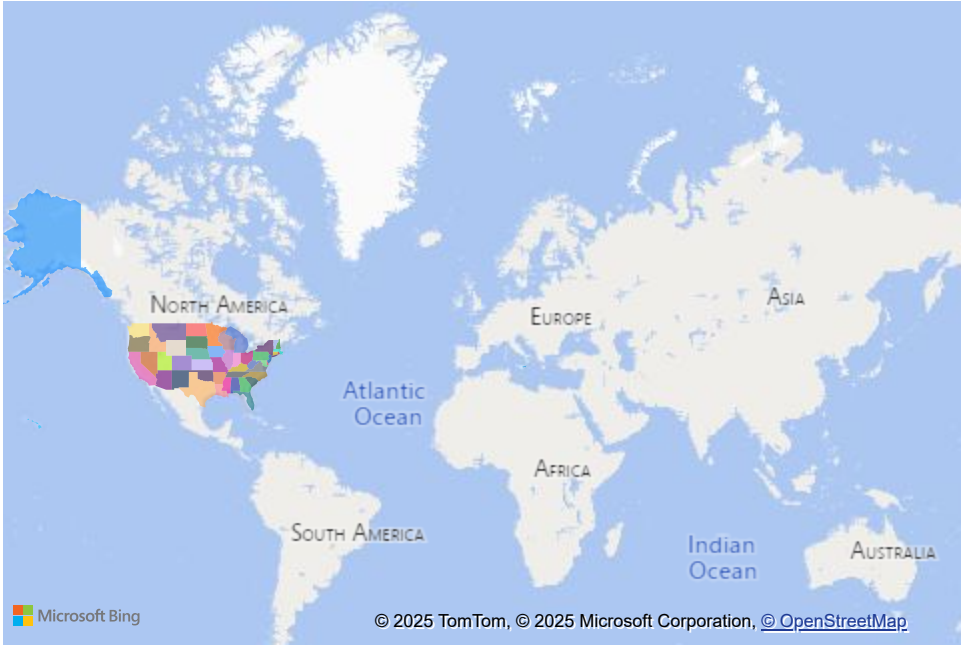 NORTH AMERICA
EUROPE
ASIA
Atlantic
Ocean
AFRICA
SOUTH AMERICA
Indian
Ocean
AUSTRALIA
Microsoft Bing
© 2025 TomTom, © 2025 Microsoft Corporation, © OpenStreetMap